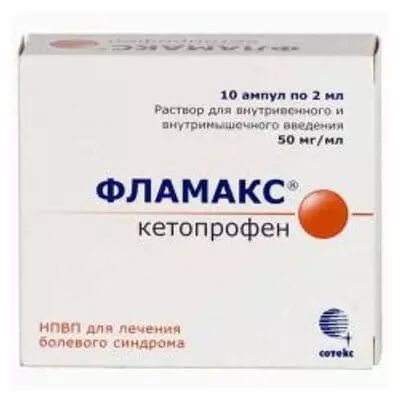 ФЛАМАКС
10 ампул по 2 мл
Раствор для внутривенного и
внутримышечного введения
50 мг/мл
ФЛАМАКС®
кетопрофен
НПВП для лечения
болевого синдрома
сотекс